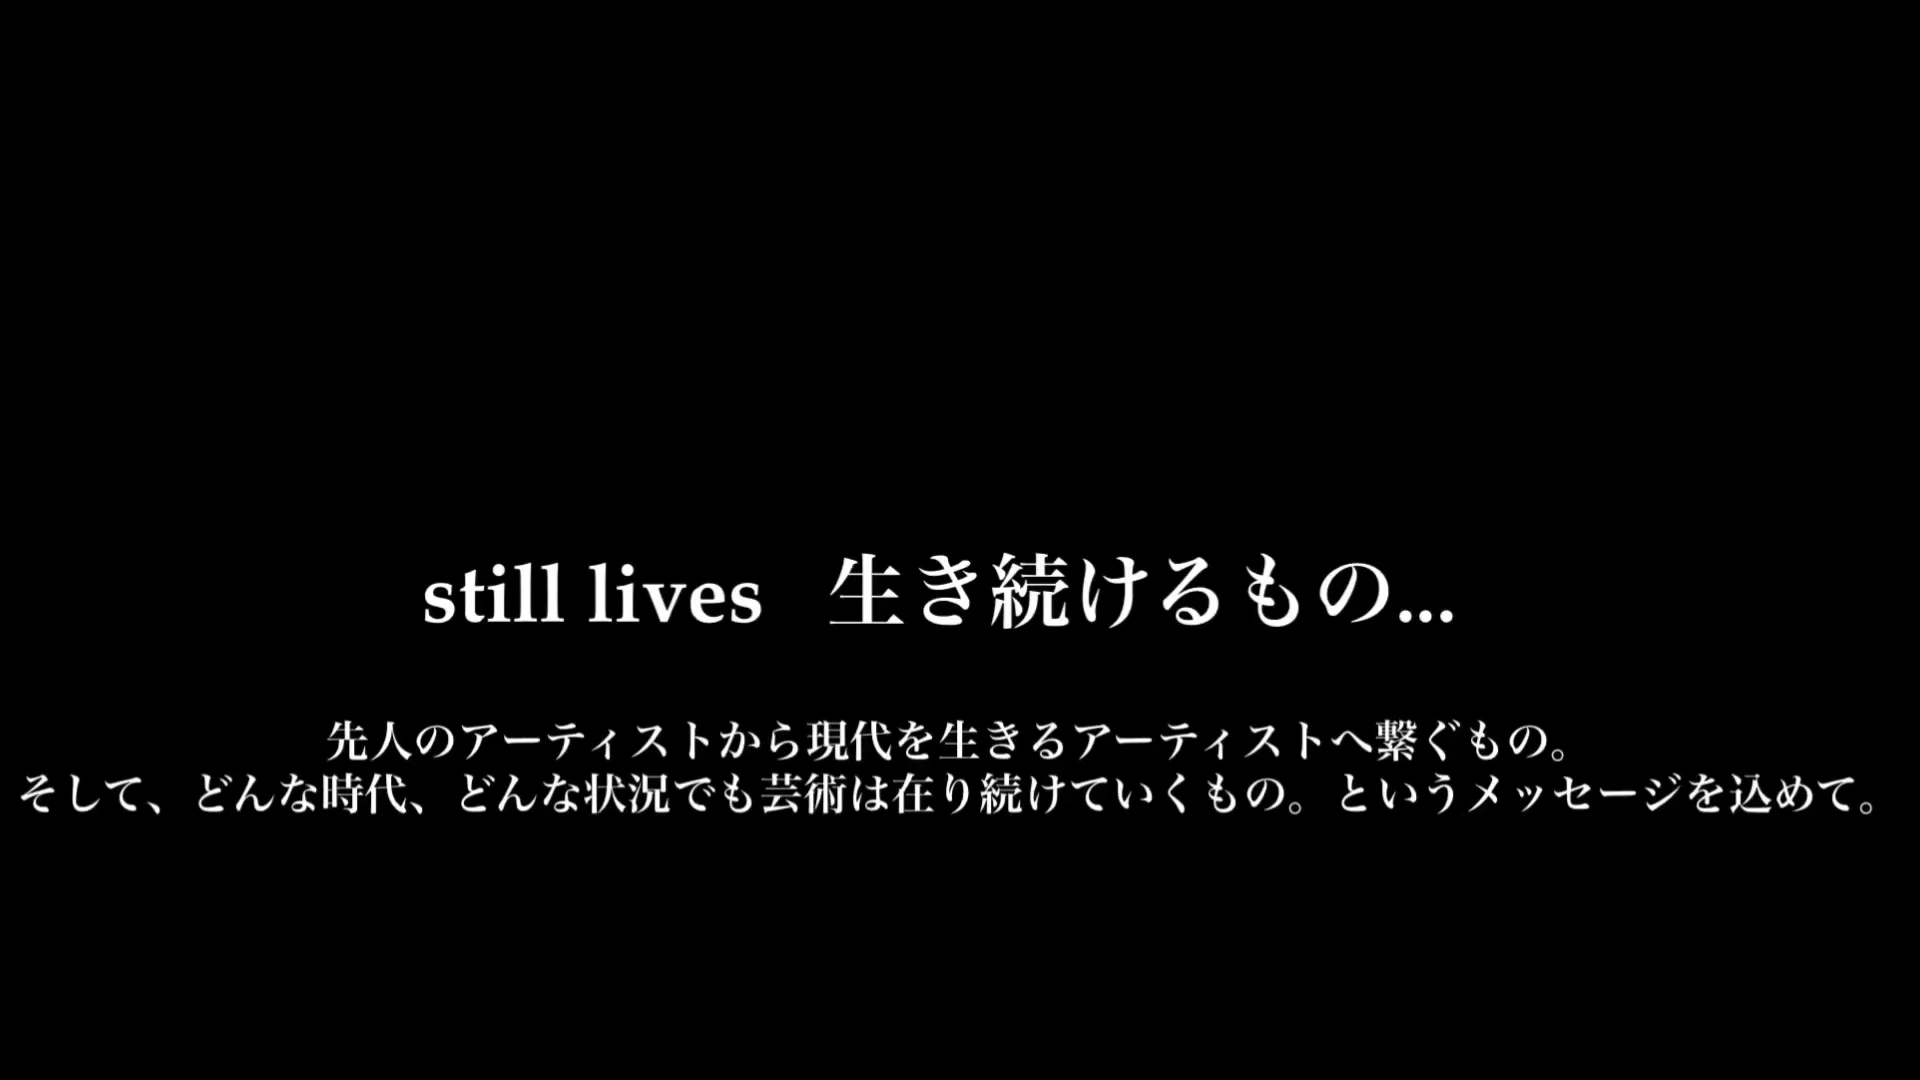 still lives 生き続けるもの...
先人のアーティストから現代を生きるアーティストへ繋ぐもの。
そして、どんな時代、どんな状況でも芸術は在り続けていくもの。というメッセージを込めて。